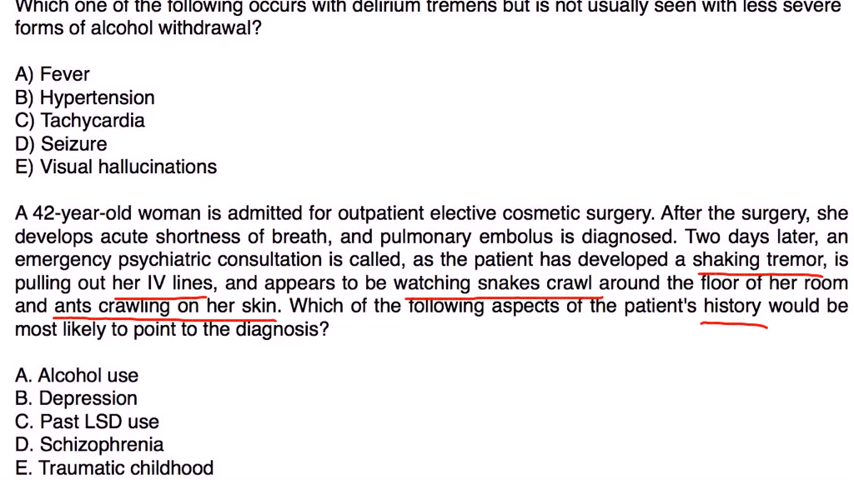 Which one of the following occurs with delirium tremens but is not usually seen with less severe
forms of alcohol withdrawal?
A) Fever
B) Hypertension
C) Tachycardia
D) Seizure
E) Visual hallucinations
A 42-year-old woman is admitted for outpatient elective cosmetic surgery. After the surgery, she
develops acute shortness of breath, and pulmonary embolus is diagnosed. Two days later, an
emergency psychiatric consultation is called, as the patient has developed a shaking tremor, is
pulling out her IV lines, and appears to be watching snakes crawl around the floor of her room
and ants crawling on her skin. Which of the following aspects of the patient's history would be
most likely to point to the diagnosis?
A. Alcohol use
B. Depression
C. Past LSD use
D. Schizophrenia
E. Traumatic childhood